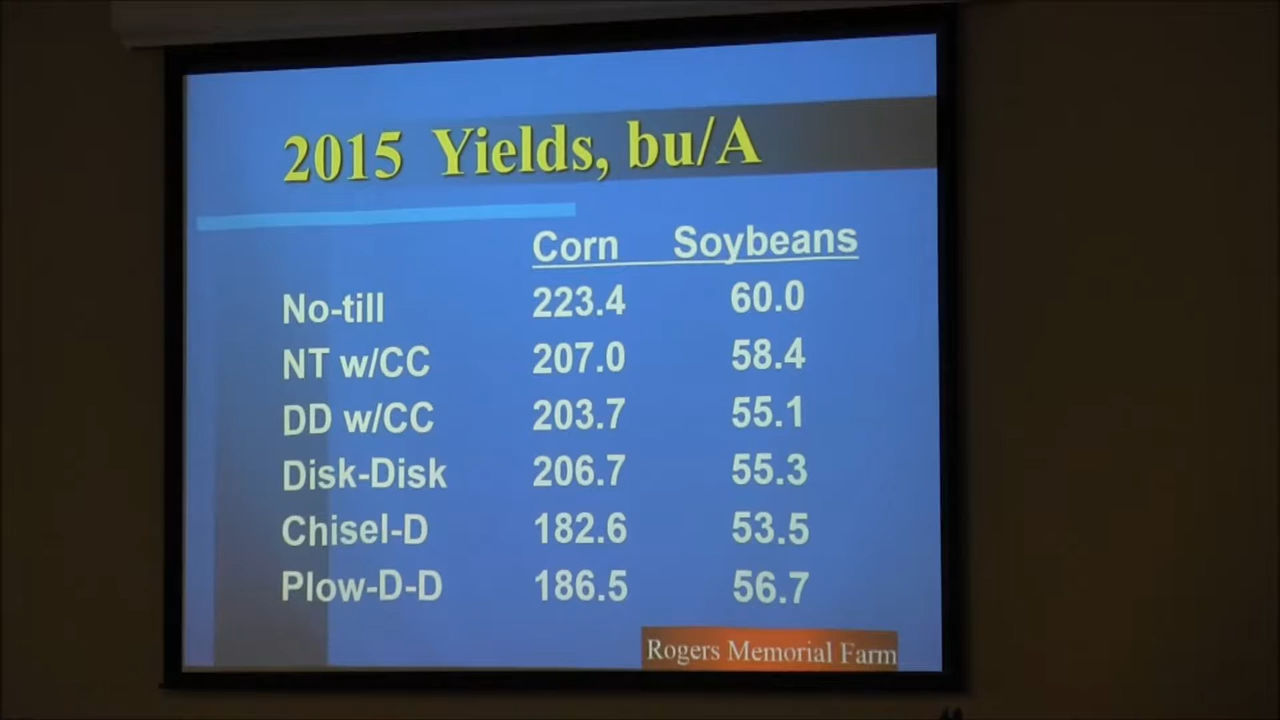 2015 Yields, bu/A
Corn Soybeans
No-till 223.4 60.0
NT w/CC 207.0 58.4
DD w/CC 203.7 55.1
Disk-Disk 206.7 55.3
Chisel-D 182.6 53.5
Plow-D-D 186.5 56.7
Rogers Memorial Farm